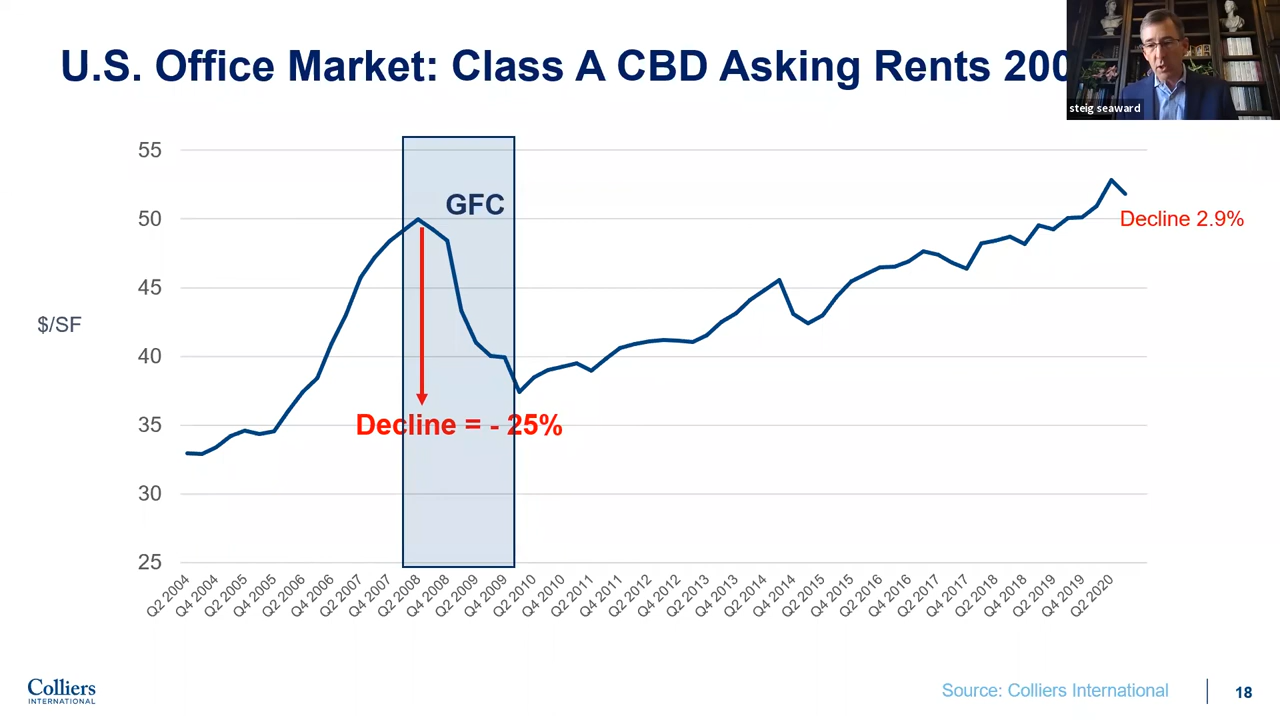 U.S. Office Market: Class A CBD Asking Rents 200
steig seaward
55
50
45
40
35
30
25
$/SF
GFC
Decline = - 25%
Decline 2.9%
Q2 2004
Q4 2004
Q2 2005
Q4 2005
Q2 2006
Q4 2006
Q2 2007
Q4 2007
Q2 2008
Q4 2008
Q2 2009
Q4 2009
Q2 2010
Q4 2010
Q2 2011
Q4 2011
Q2 2012
Q4 2012
Q2 2013
Q4 2013
Q2 2014
Q4 2014
Q2 2015
Q4 2015
Q2 2016
Q4 2016
Q2 2017
Q4 2017
Q2 2018
Q4 2018
Q2 2019
Q4 2019
Q2 2020
Colliers
INTERNATIONAL
Source: Colliers International
18